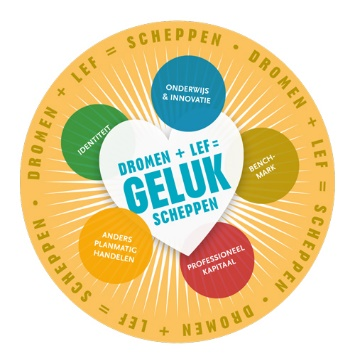 DROMEN + LEF = SCHEPPEN • DROMEN + LEF = SCHEPPEN • DROMEN + LEF = SCHEPPEN •
ONDERWIJS
& INNOVATIE
IDENTITEIT
DROMEN + LEF =
GELUK
SCHEPPEN
BENCH-
MARK
ANDERS
PLANMATIG
HANDELEN
PROFESSIONEEL
KAPITAAL